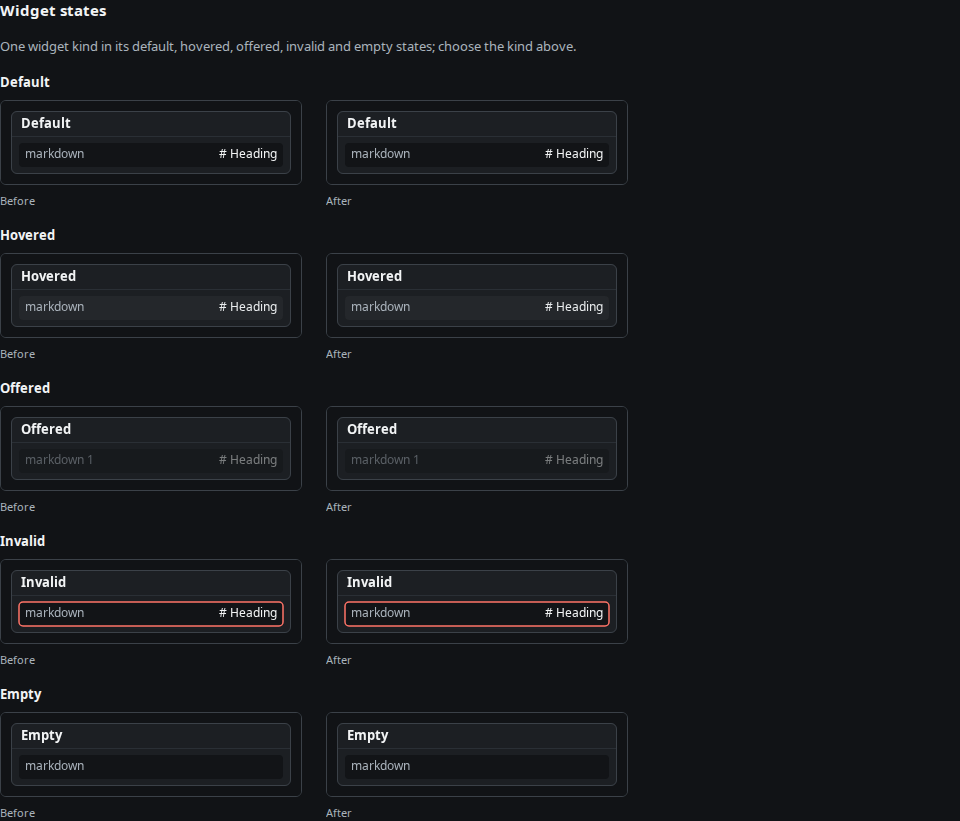 Widget states
One widget kind in its default, hovered, offered, invalid and empty states; choose the kind above.
Default
Default
markdown # Heading
Before
Default
markdown # Heading
After
Hovered
Hovered
markdown # Heading
Before
Hovered
markdown # Heading
After
Offered
Offered
markdown 1 # Heading
Before
Offered
markdown 1 # Heading
After
Invalid
Invalid
markdown # Heading
Before
Invalid
markdown # Heading
After
Empty
Empty
markdown
Before
Empty
markdown
After